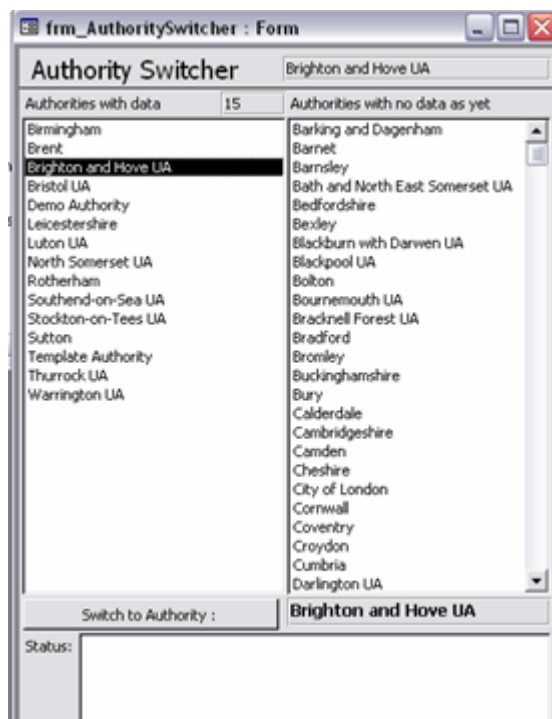 frm_AuthoritySwitcher : Form
Authority Switcher
Brighton and Hove UA
Authorities with data
15
Authorities with no data as yet
Birmingham
Brent
Brighton and Hove UA
Bristol UA
Demo Authority
Leicestershire
Luton UA
North Somerset UA
Rotherham
Southend-on-Sea UA
Stockton-on-Tees UA
Sutton
Template Authority
Thurrock UA
Warrington UA
Barking and Dagenham
Barnet
Barnsley
Bath and North East Somerset UA
Bedfordshire
Bexley
Blackburn with Darwen UA
Blackpool UA
Bolton
Bournemouth UA
Bracknell Forest UA
Bradford
Bromley
Buckinghamshire
Bury
Calderdale
Cambridgeshire
Camden
Cheshire
City of London
Cornwall
Coventry
Croydon
Cumbria
Darlington UA
Switch to Authority :
Brighton and Hove UA
Status: